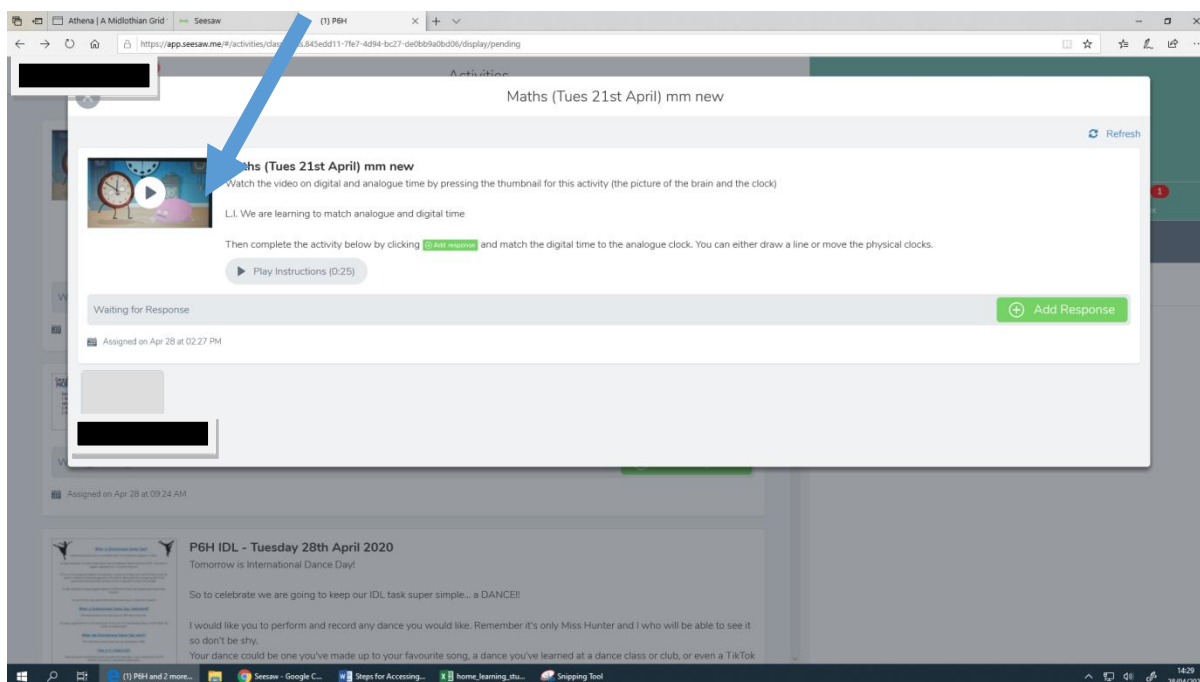 Athena | A Midlothian Grid
Seesaw
(1) P6H
https://app.seesaw.me/#/activities/class
.845edd11-7fe7-4d94-bc27-de0bb9a0bd06/display/pending
Activities
Maths (Tues 21st April) mm new
Refresh
(Tues 21st April) mm new
Watch the video on digital and analogue time by pressing the thumbnail for this activity (the picture of the brain and the clock)
L.I. We are learning to match analogue and digital time
Then complete the activity below by clicking Add response and match the digital time to the analogue clock. You can either draw a line or move the physical clocks.
Play Instructions (0:25)
1
Waiting for Response
Add Response
Assigned on Apr 28 at 02:27 PM
Assigned on Apr 28 at 09:24 AM
P6H IDL - Tuesday 28th April 2020
Tomorrow is International Dance Day!
So to celebrate we are going to keep our IDL task super simple... a DANCE!!
I would like you to perform and record any dance you would like. Remember it's only Miss Hunter and I who will be able to see it
so don't be shy.
Your dance could be one you've made up to your favourite song, a dance you've learned at a dance class or club, or even a TikTok
(1) P6H and 2 more...
Seesaw - Google C...
Steps for Accessing...
home_learning_stu...
Snipping Tool
14:29